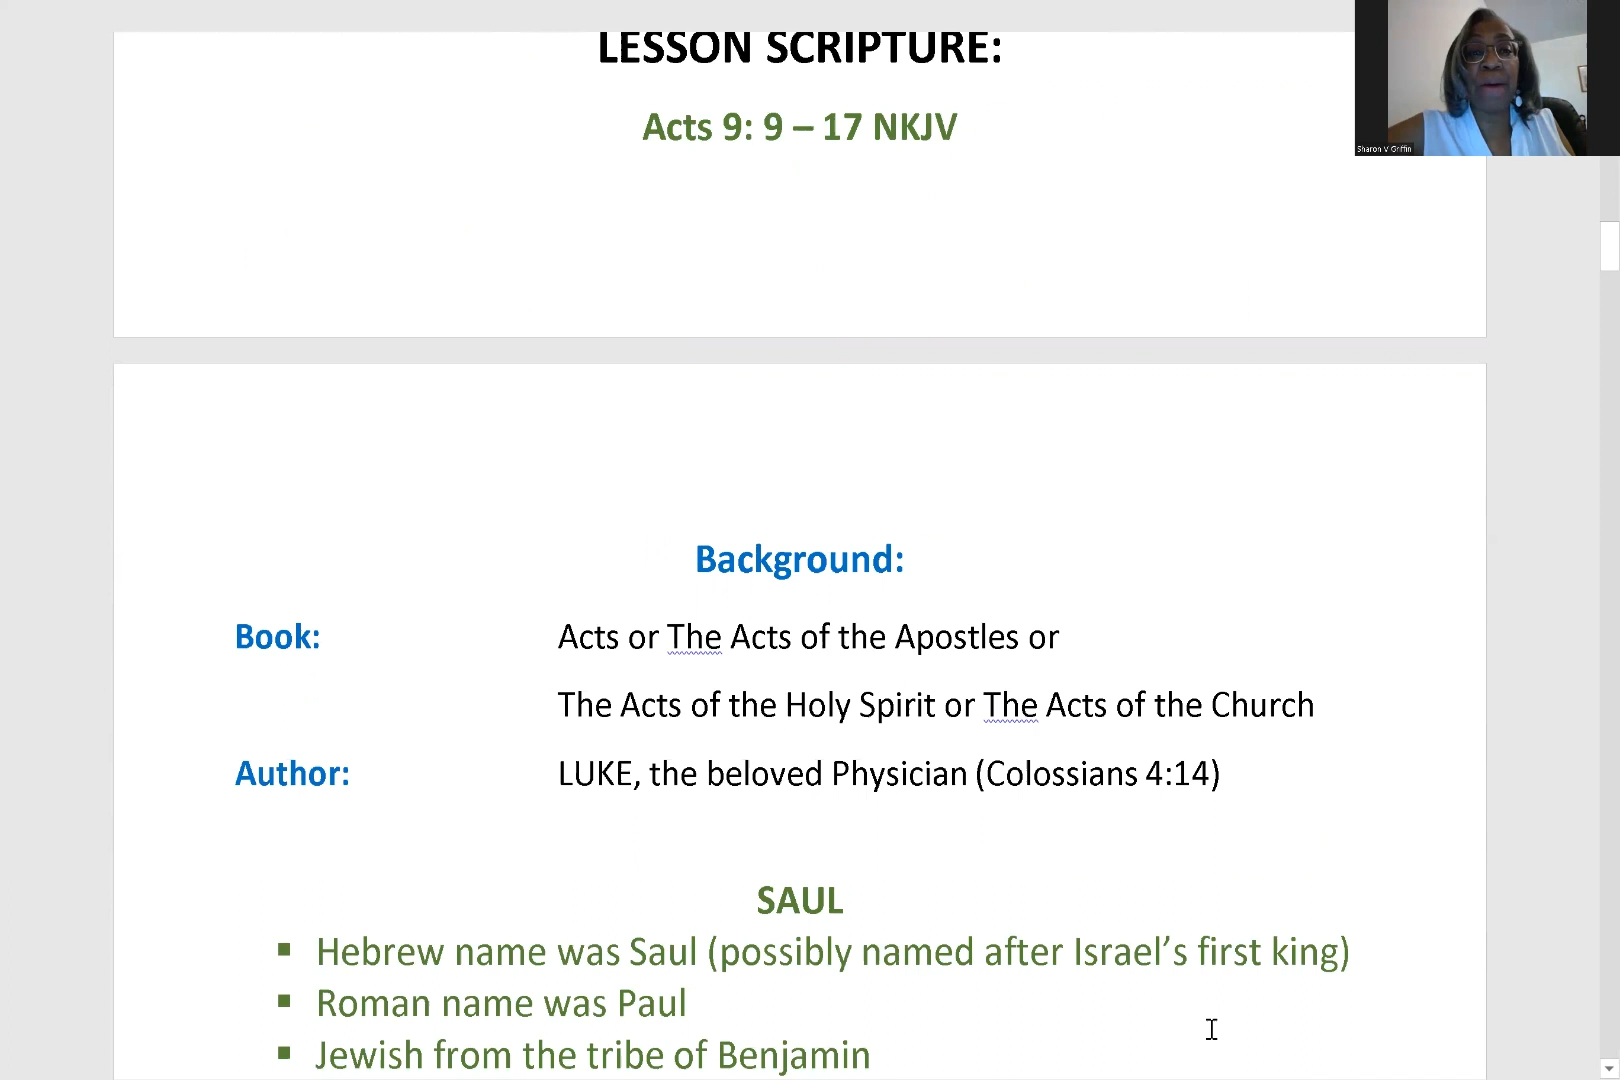 LESSON SCRIPTURE:
Acts 9: 9 – 17 NKJV
Sharon V Griffin
Background:
Book: Acts or The Acts of the Apostles or
The Acts of the Holy Spirit or The Acts of the Church
Author: LUKE, the beloved Physician (Colossians 4:14)
SAUL
▪ Hebrew name was Saul (possibly named after Israel’s first king)
▪ Roman name was Paul
▪ Jewish from the tribe of Benjamin